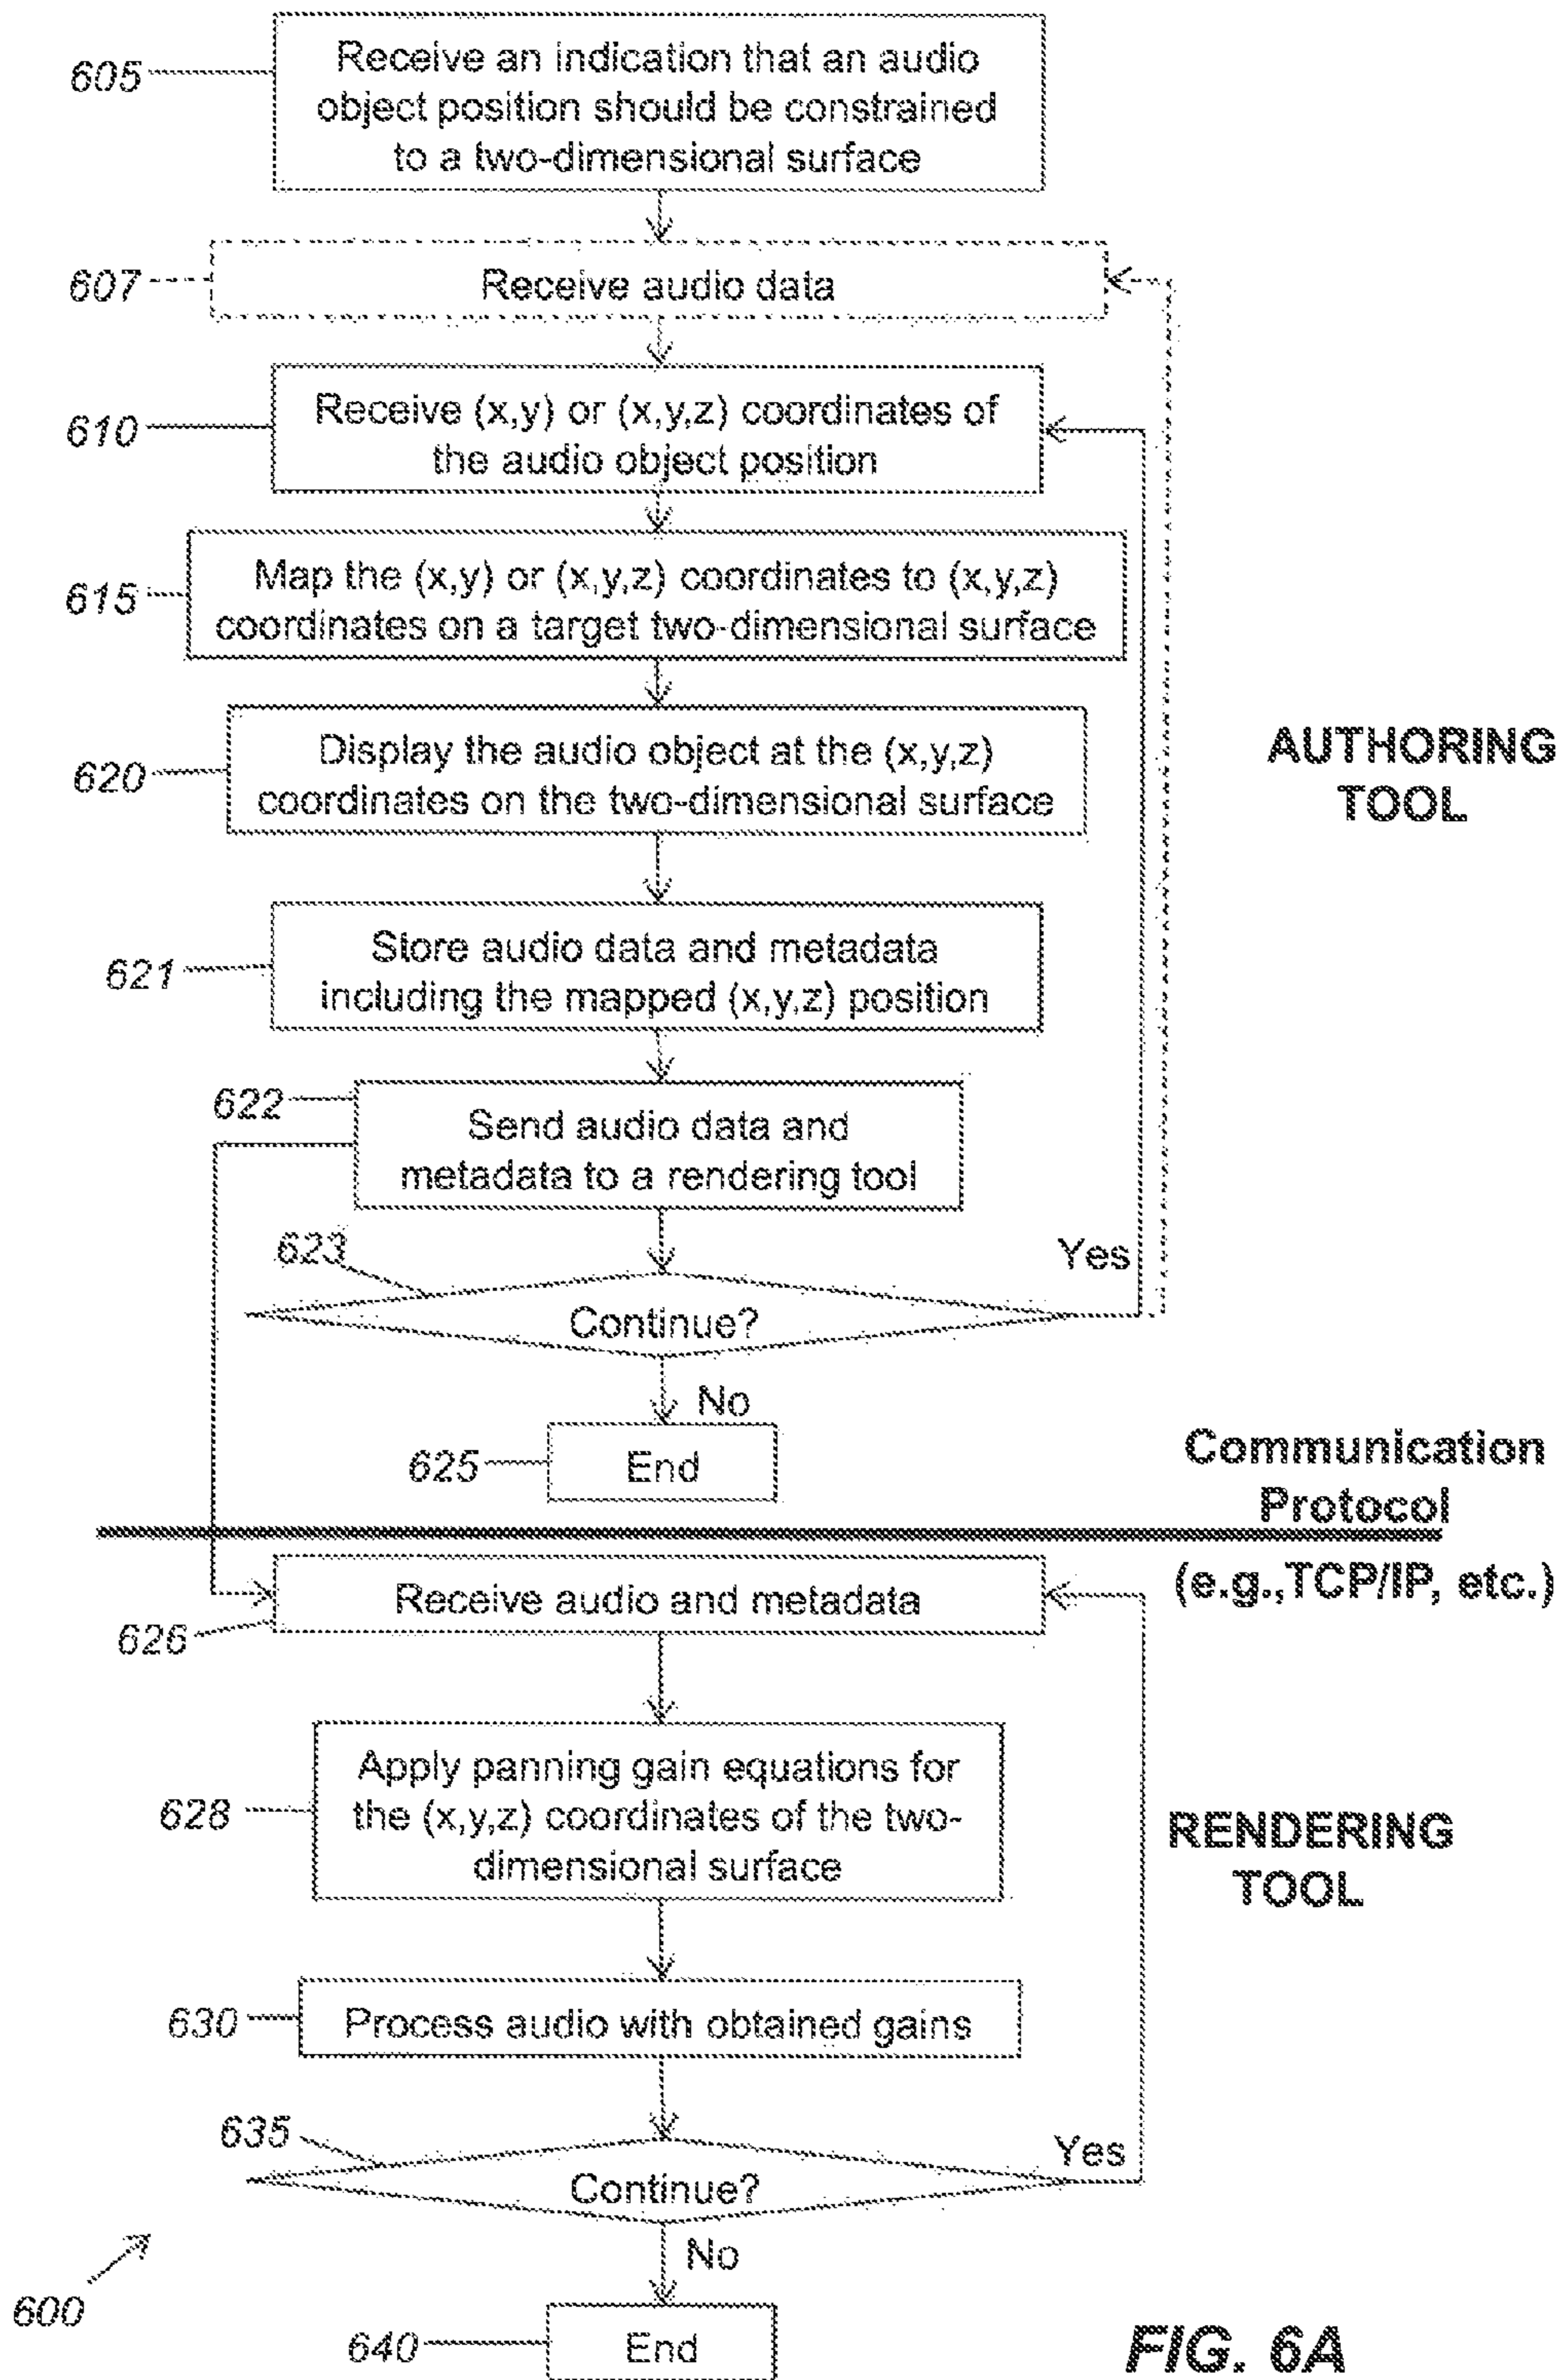 605
Receive an indication that an audio
object position should be constrained
to a two-dimensional surface
607
Receive audio data
610
Receive (x,y) or (x,y,z) coordinates of
the audio object position
615
Map the (x,y) or (x,y,z) coordinates to (x,y,z)
coordinates on a target two-dimensional surface
620
Display the audio object at the (x,y,z)
coordinates on the two-dimensional surface
AUTHORING
TOOL
621
Store audio data and metadata
including the mapped (x,y,z) position
622
Send audio data and
metadata to a rendering tool
623
Continue?
Yes
No
625
End
Communication
Protocol
(e.g.,TCP/IP, etc.)
Receive audio and metadata
626
628
Apply panning gain equations for
the (x,y,z) coordinates of the two-
dimensional surface
RENDERING
TOOL
630
Process audio with obtained gains
635
Continue?
Yes
No
600
640
End
FIG. 6A